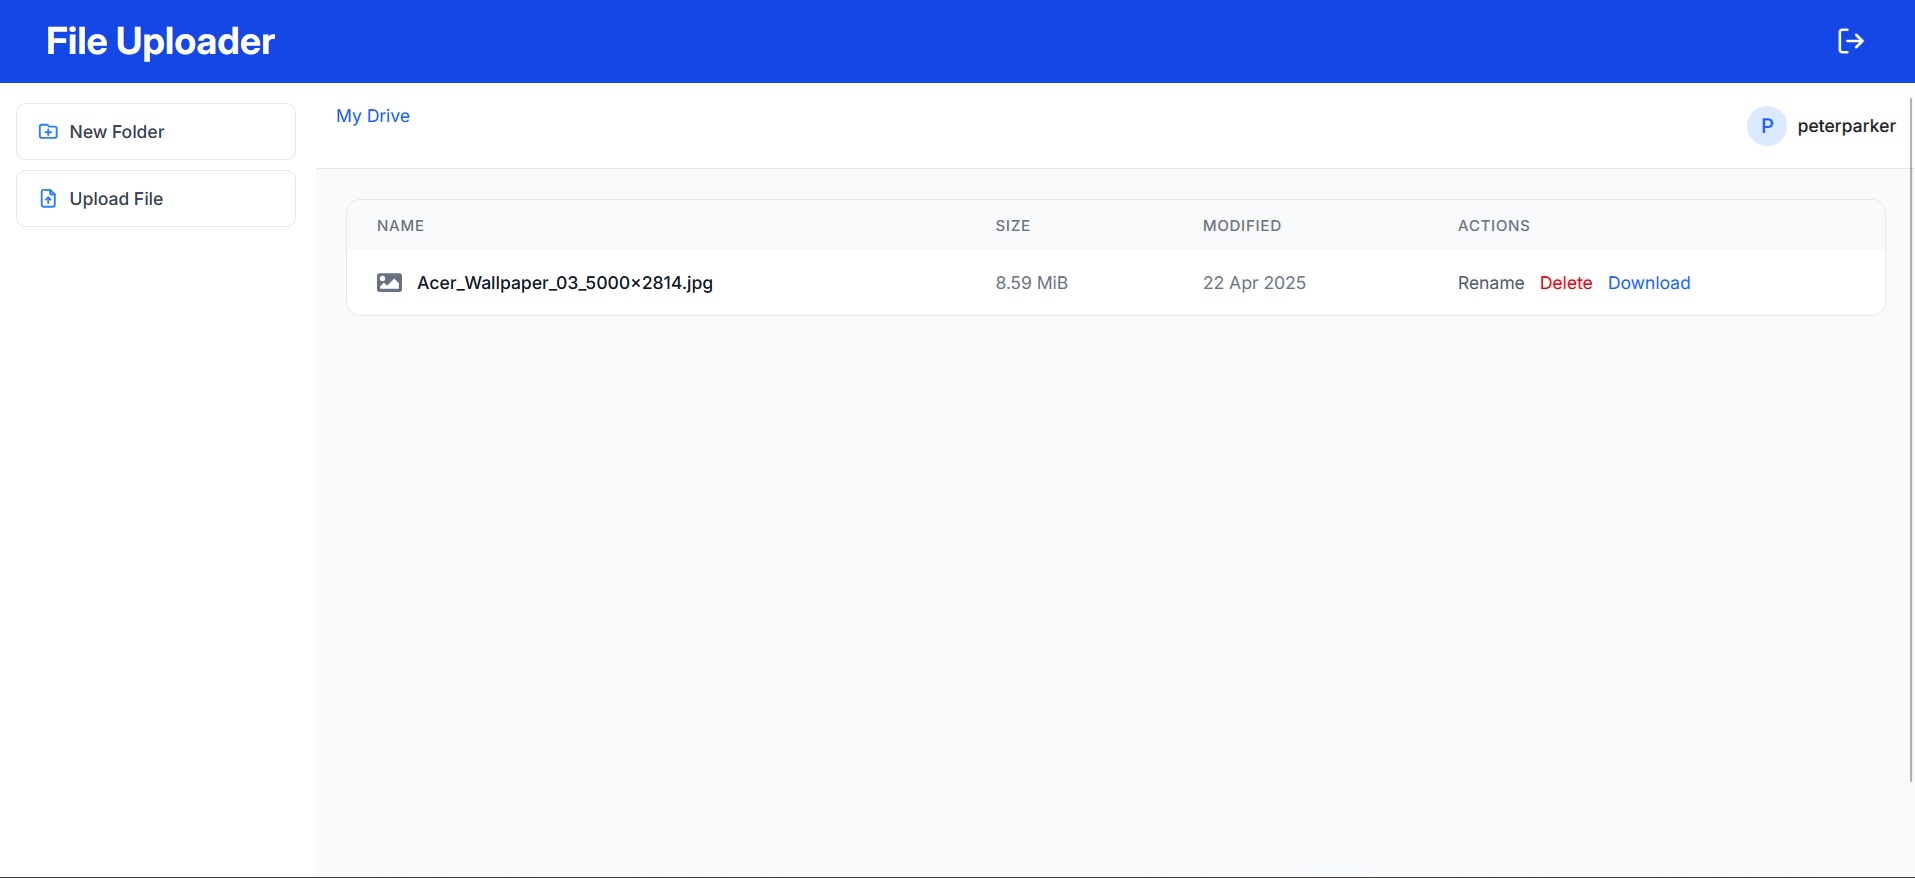 File Uploader
New Folder
Upload File
My Drive
P peterparker
NAME SIZE MODIFIED ACTIONS
Acer_Wallpaper_03_5000×2814.jpg 8.59 MiB 22 Apr 2025 Rename Delete Download